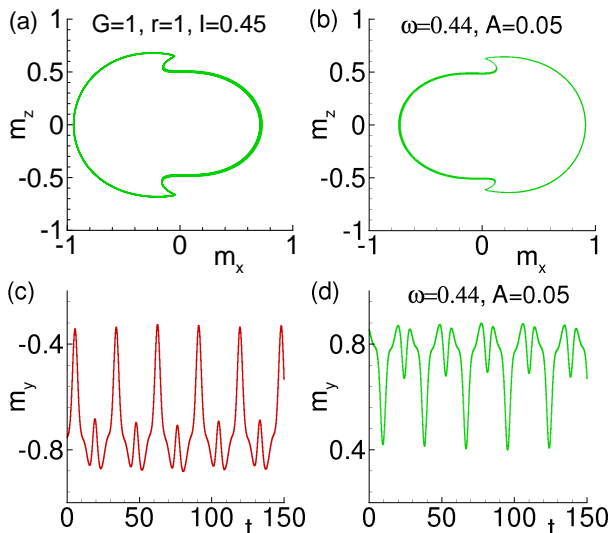 (a) G=1, r=1, I=0.45
1
0.5
0
-0.5
-1
m_z
-1 0 1
m_x
(b) ω=0.44, A=0.05
1
0.5
0
-0.5
-1
m_z
-1 0 1
m_x
(c)
-0.4
-0.8
m_y
0 50 100 t 150
(d) ω=0.44, A=0.05
0.8
0.4
m_y
0 50 100 t 150